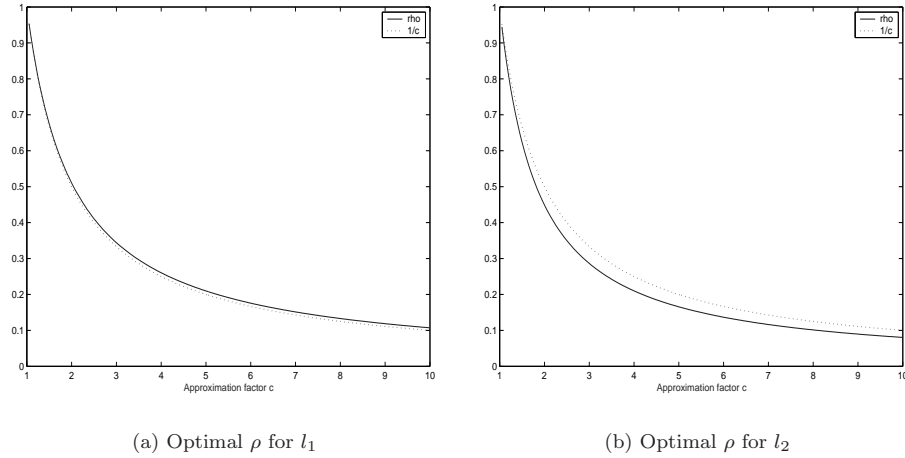 rho
1/c
1
0.9
0.8
0.7
0.6
0.5
0.4
0.3
0.2
0.1
0
1 2 3 4 5 6 7 8 9 10
Approximation factor c
(a) Optimal ρ for l₁
rho
1/c
1
0.9
0.8
0.7
0.6
0.5
0.4
0.3
0.2
0.1
0
1 2 3 4 5 6 7 8 9 10
Approximation factor c
(b) Optimal ρ for l₂